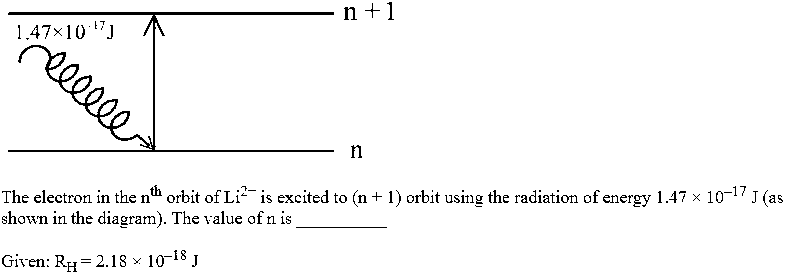 n + 1
1.47×10⁻¹⁷J
n
The electron in the nᵗʰ orbit of Li²⁻ is excited to (n + 1) orbit using the radiation of energy 1.47 × 10⁻¹⁷ J (as
shown in the diagram). The value of n is __________
Given: R_H = 2.18 × 10⁻¹⁸ J